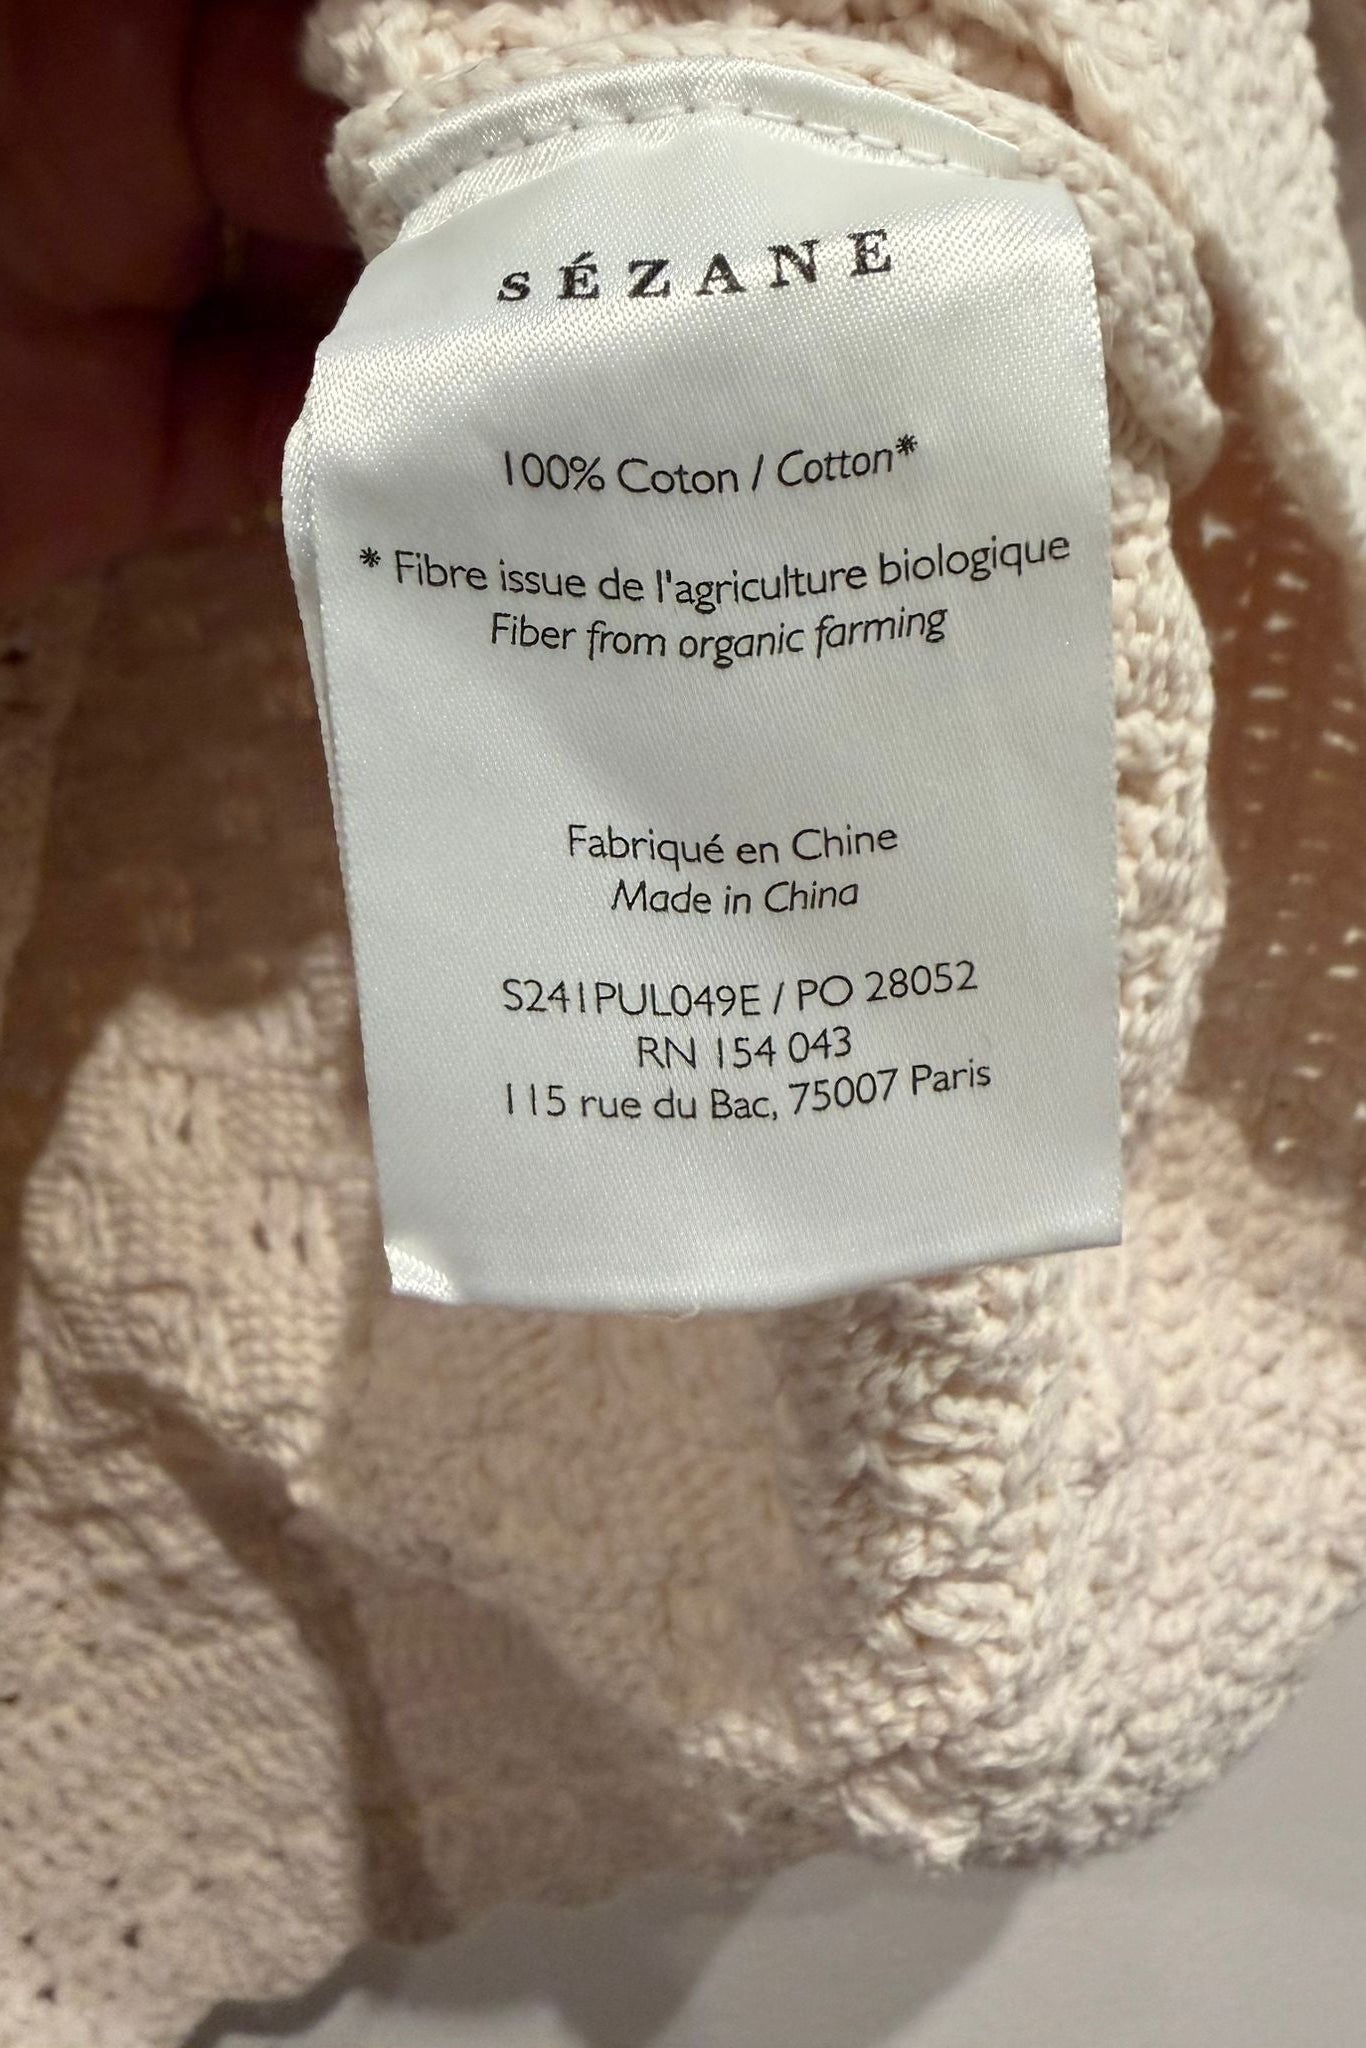 SÉZANE
100% Coton / Cotton*
* Fibre issue de l'agriculture biologique
Fiber from organic farming
Fabriqué en Chine
Made in China
S241PUL049E / PO 28052
RN 154 043
115 rue du Bac, 75007 Paris